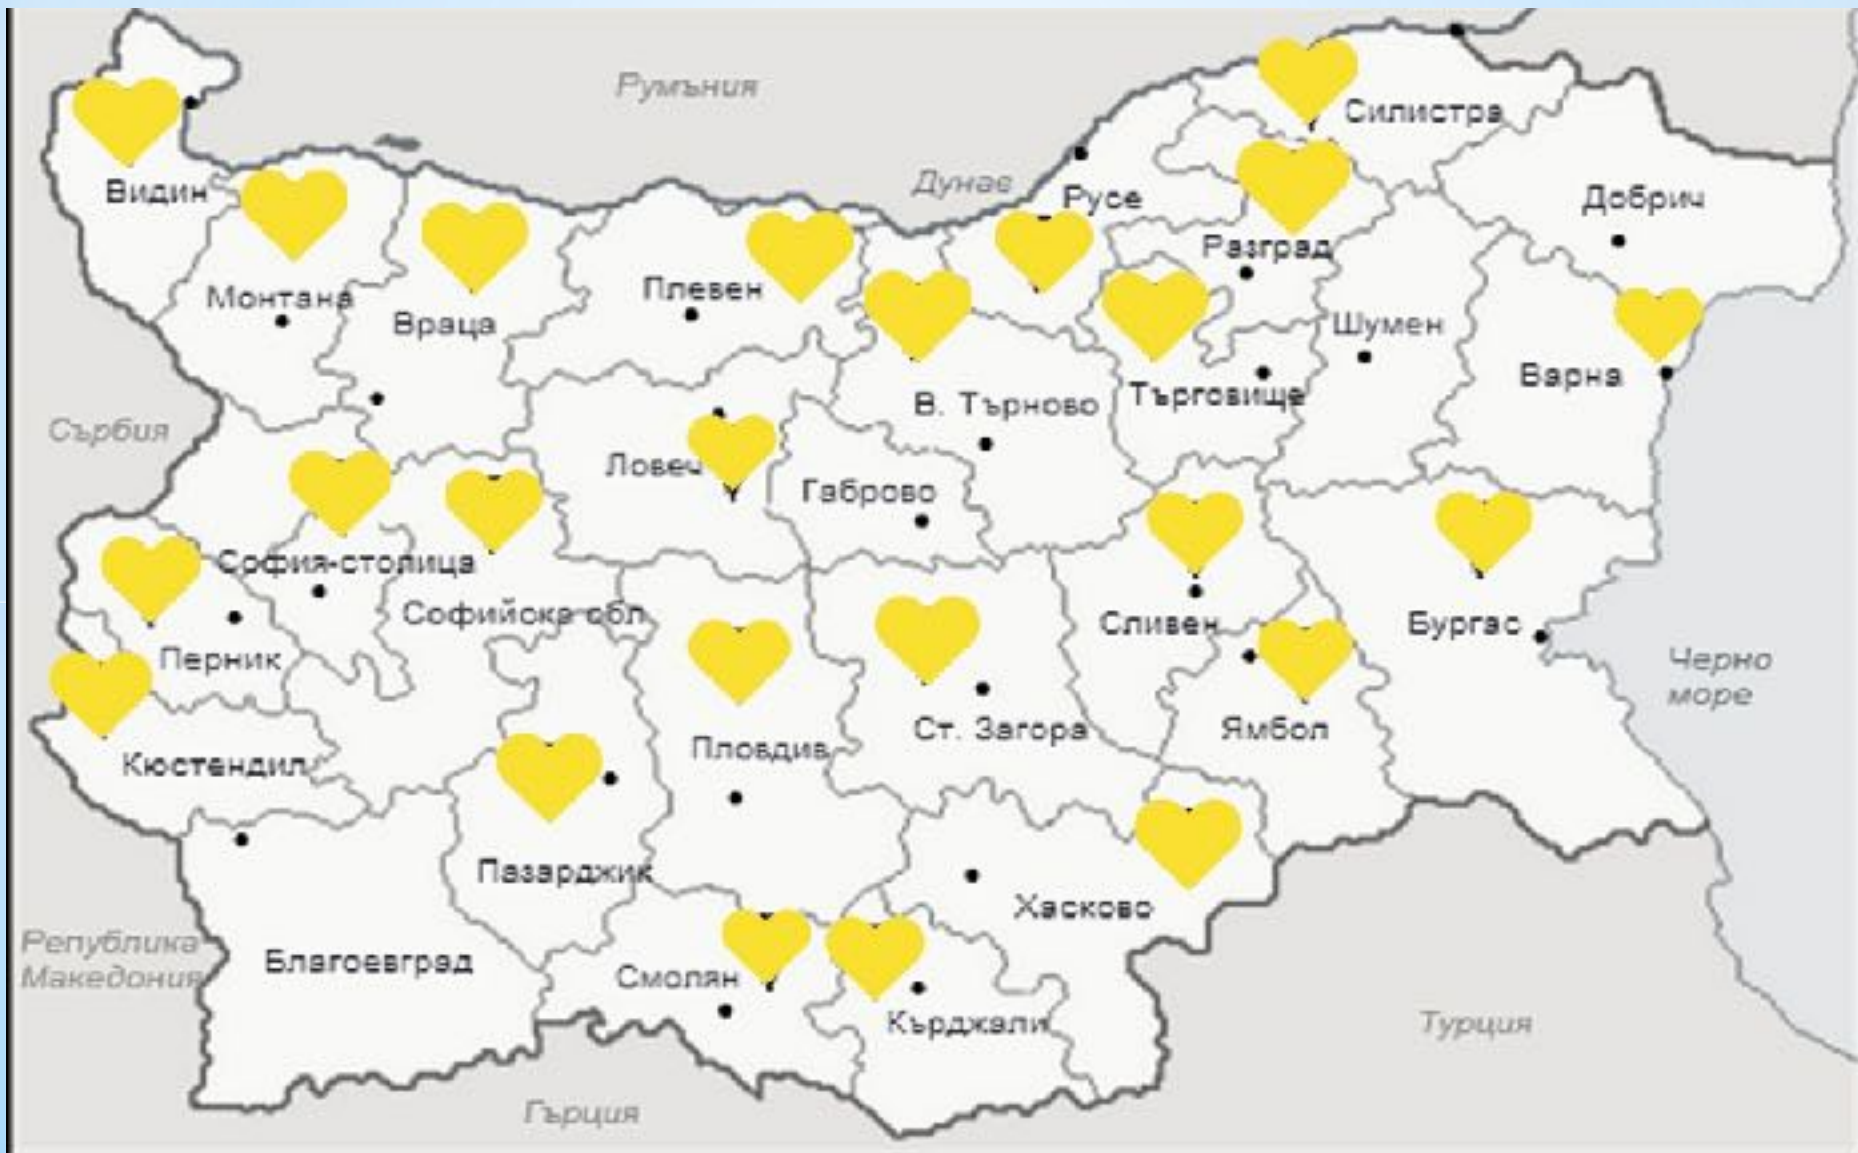 Румъния
Силистра
Дунав
Видин
Русе
Добрич
Разград
Плевен
Монтана
Враца
Шумен
Варна
Търговище
В. Търново
Сърбия
Ловеч
Габрово
София-столица
Софийска обл
Сливен
Бургас
Перник
Черно
море
Ст. Загора
Ямбол
Пловдив
Кюстендил
Пазарджик
Хасково
Република
Македония
Благоевград
Смолян
Кърджали
Турция
Гърция